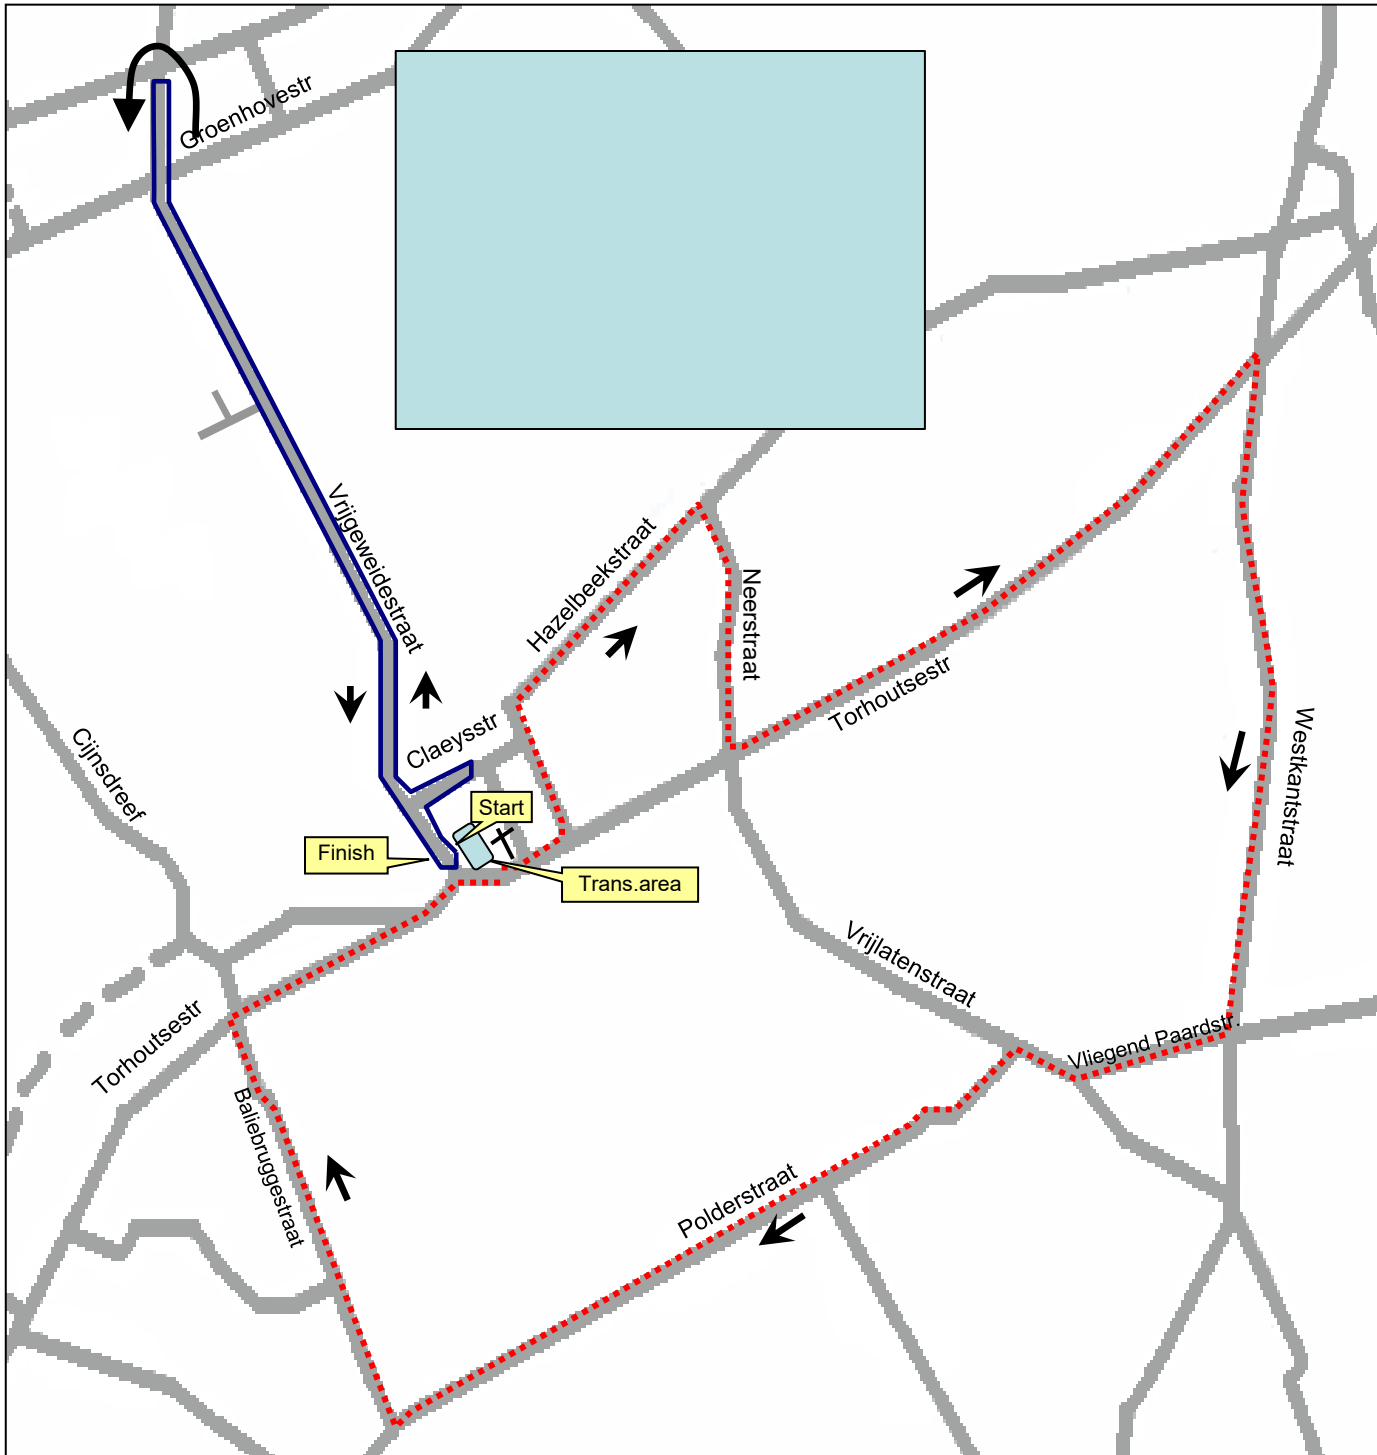 Groenhovestr
Vrijgeweidestraat
Hazelbeekstraat
Neerstraat
Torhoutsestr
Claeysstr
Westkantstraat
Cijnsdreef
Start
Finish
Trans.area
Vrijlatenstraat
Vliegend Paardstr.
Torhoutsestr
Baliebruggestraat
Polderstraat